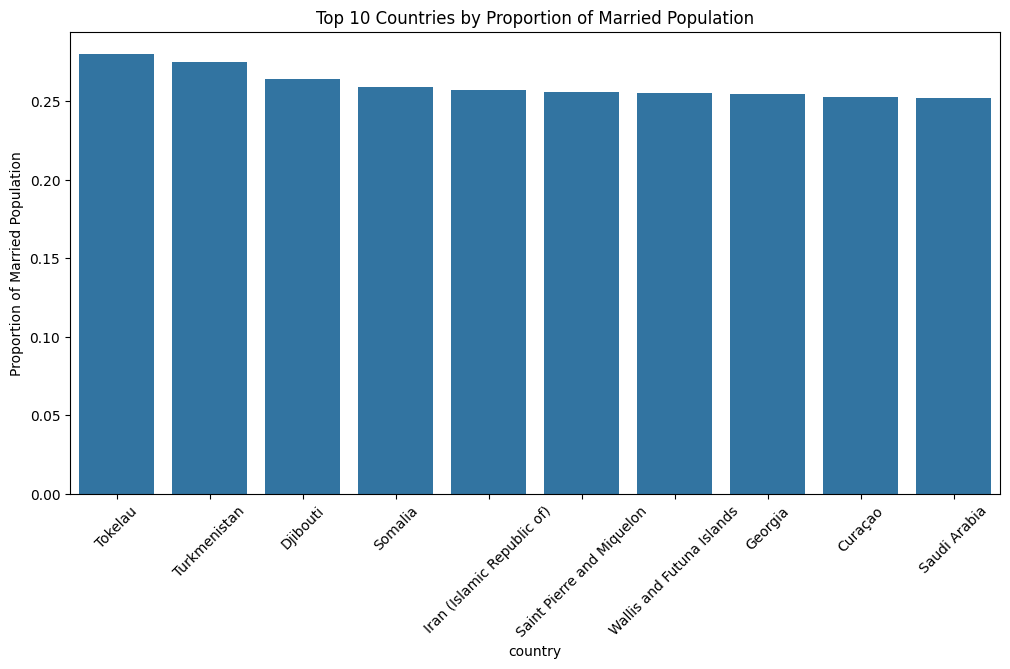 Top 10 Countries by Proportion of Married Population
Proportion of Married Population
0.25
0.20
0.15
0.10
0.05
0.00
Tokelau
Turkmenistan
Djibouti
Somalia
Iran (Islamic Republic of)
Saint Pierre and Miquelon
Wallis and Futuna Islands
Georgia
Curaçao
Saudi Arabia
country